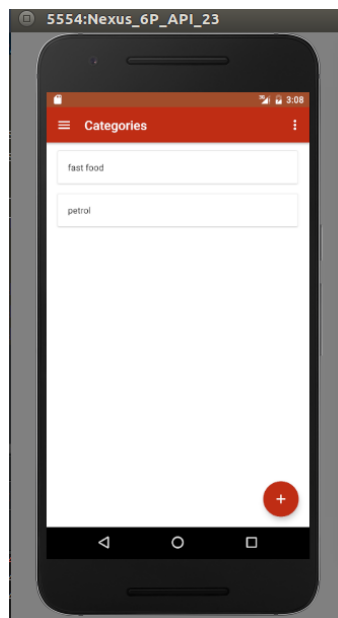 5554:Nexus_6P_API_23
3:08
Categories
fast food
petrol
+